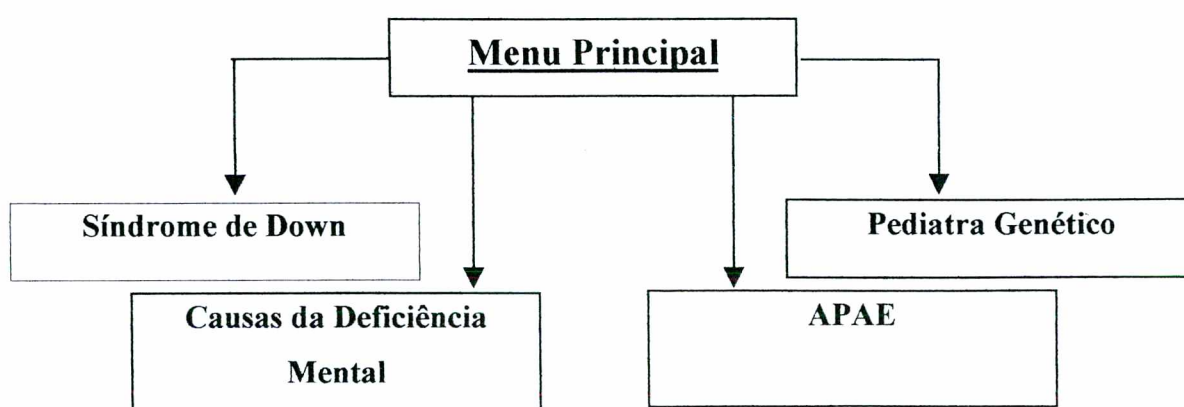 Menu Principal
Síndrome de Down
Pediatra Genético
Causas da Deficiência
Mental
APAE